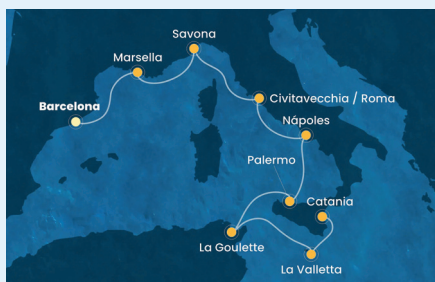 Savona
Marsella
Barcelona
Civitavecchia / Roma
Nápoles
Palermo
Catania
La Goulette
La Valletta